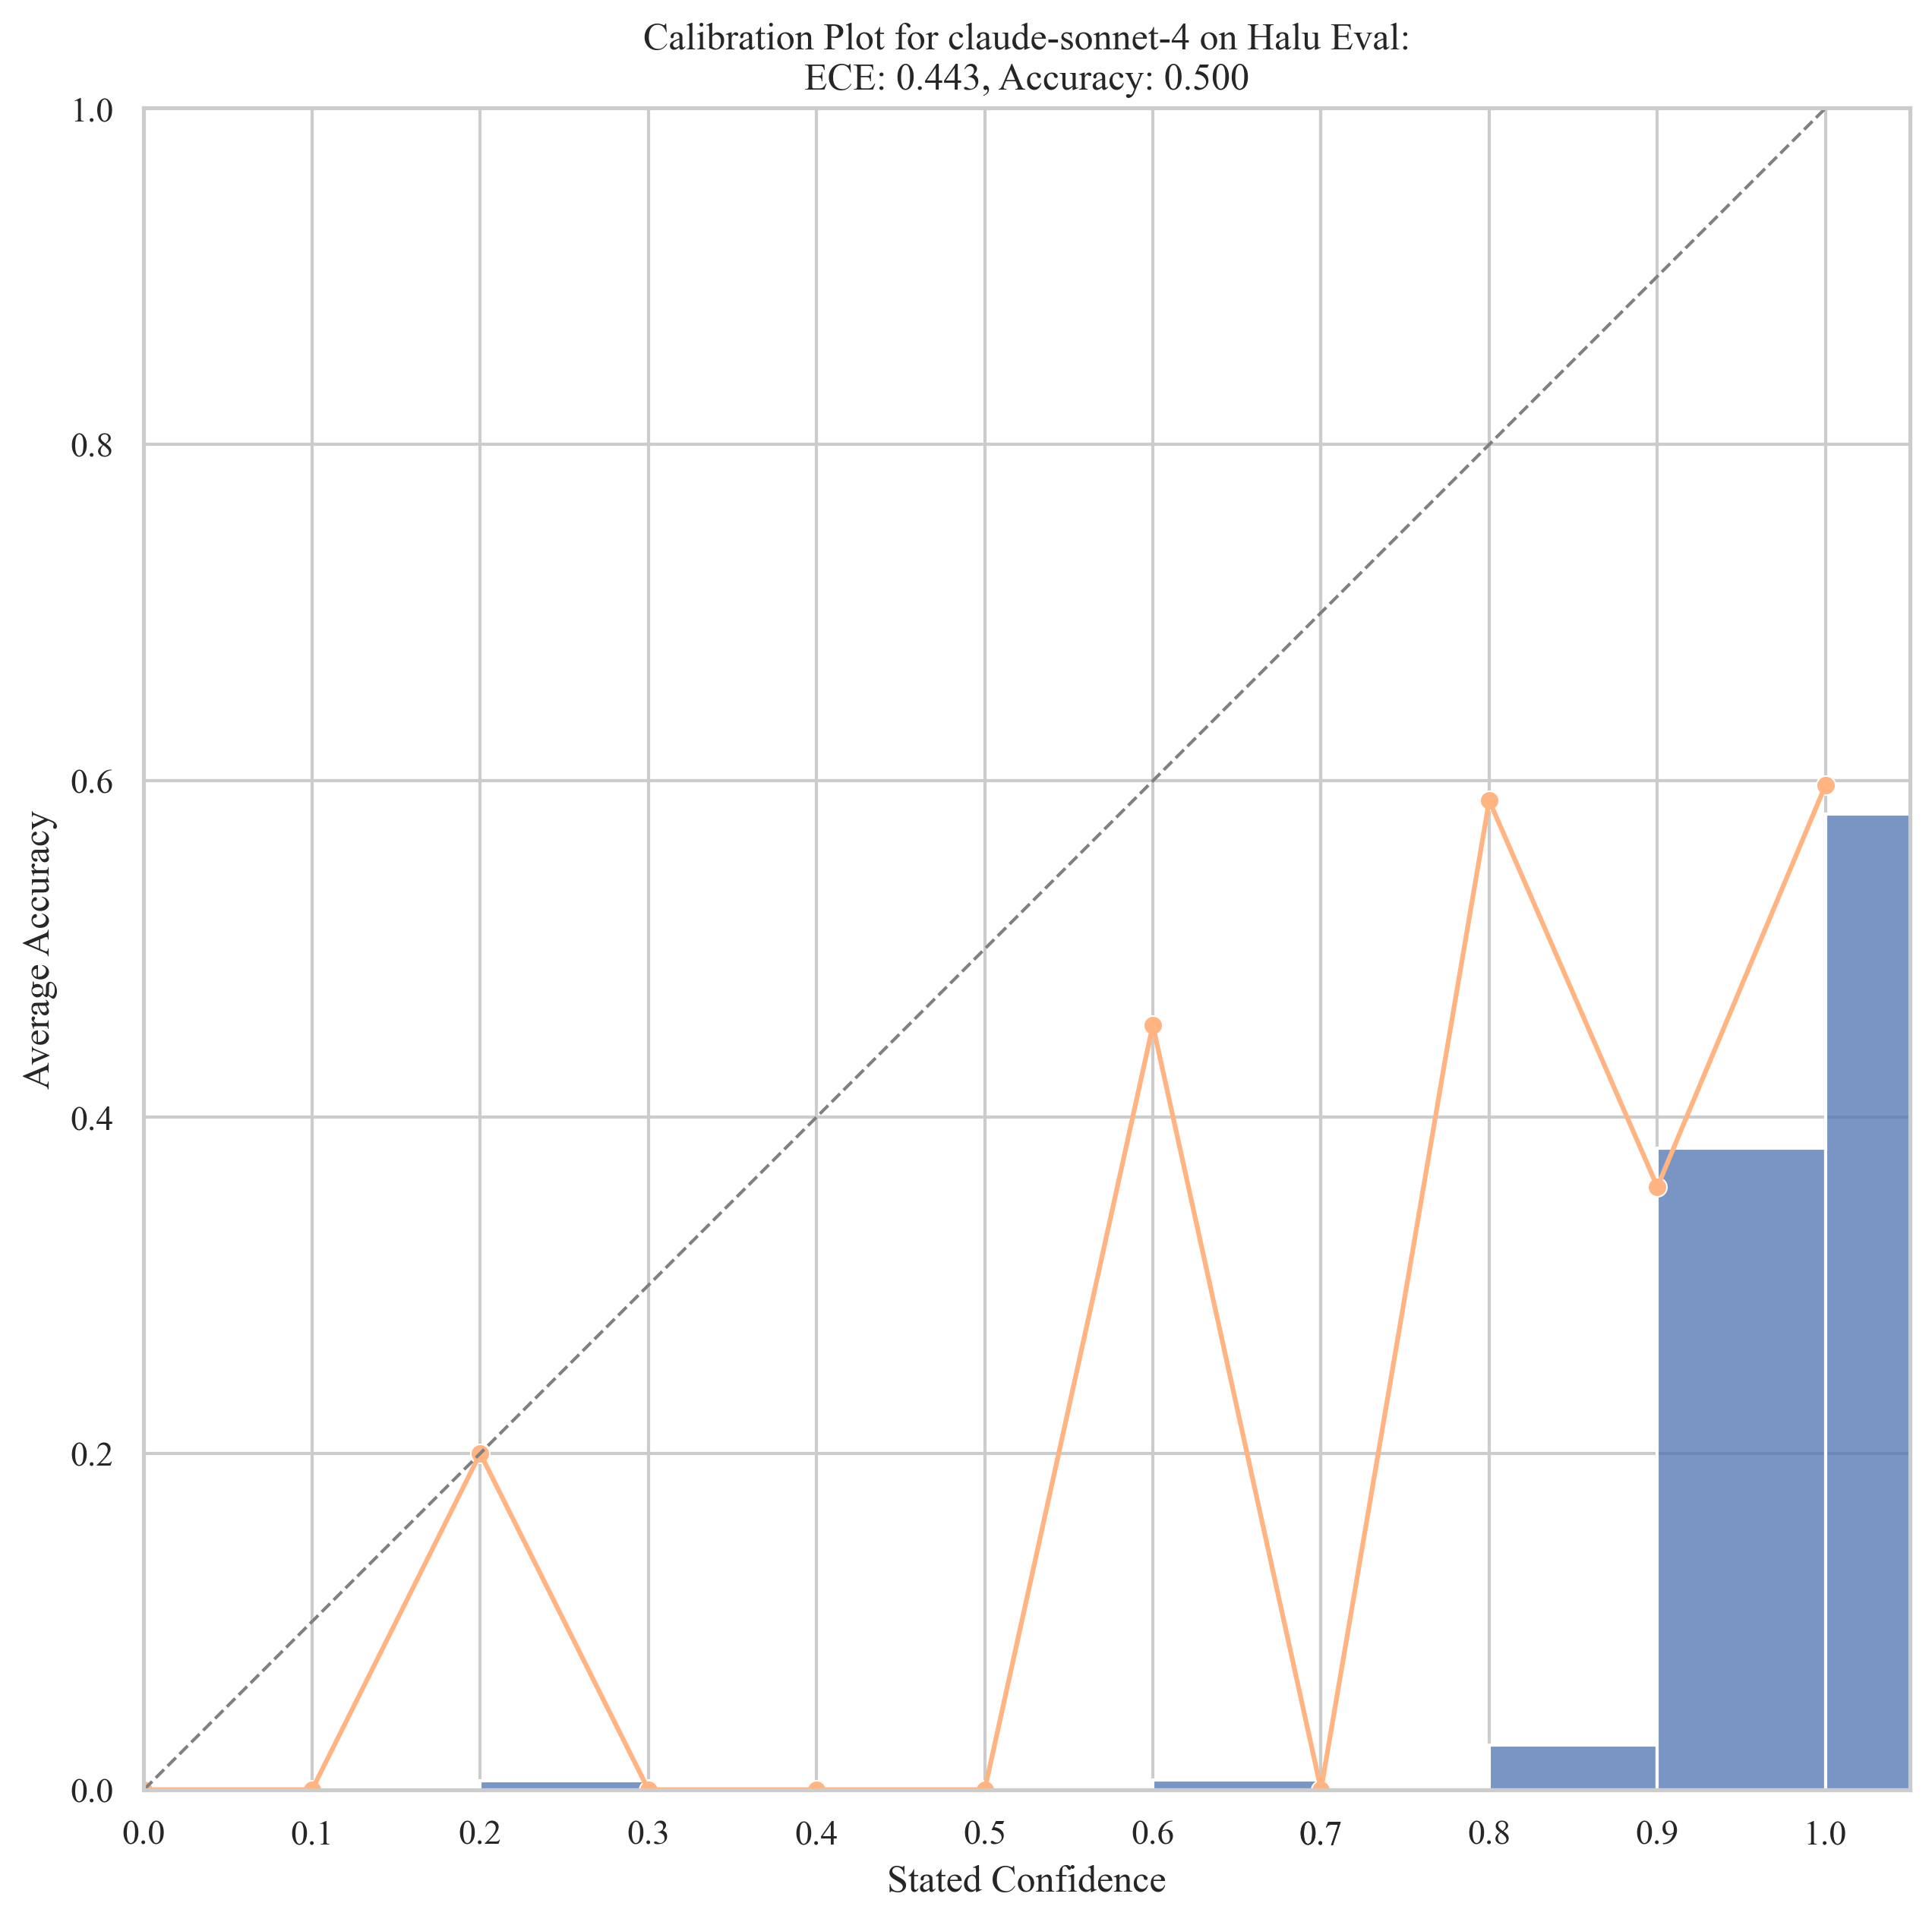 Calibration Plot for claude-sonnet-4 on Halu Eval:
ECE: 0.443, Accuracy: 0.500
1.0
0.8
0.6
0.4
0.2
0.0
Average Accuracy
0.0 0.1 0.2 0.3 0.4 0.5 0.6 0.7 0.8 0.9 1.0
Stated Confidence